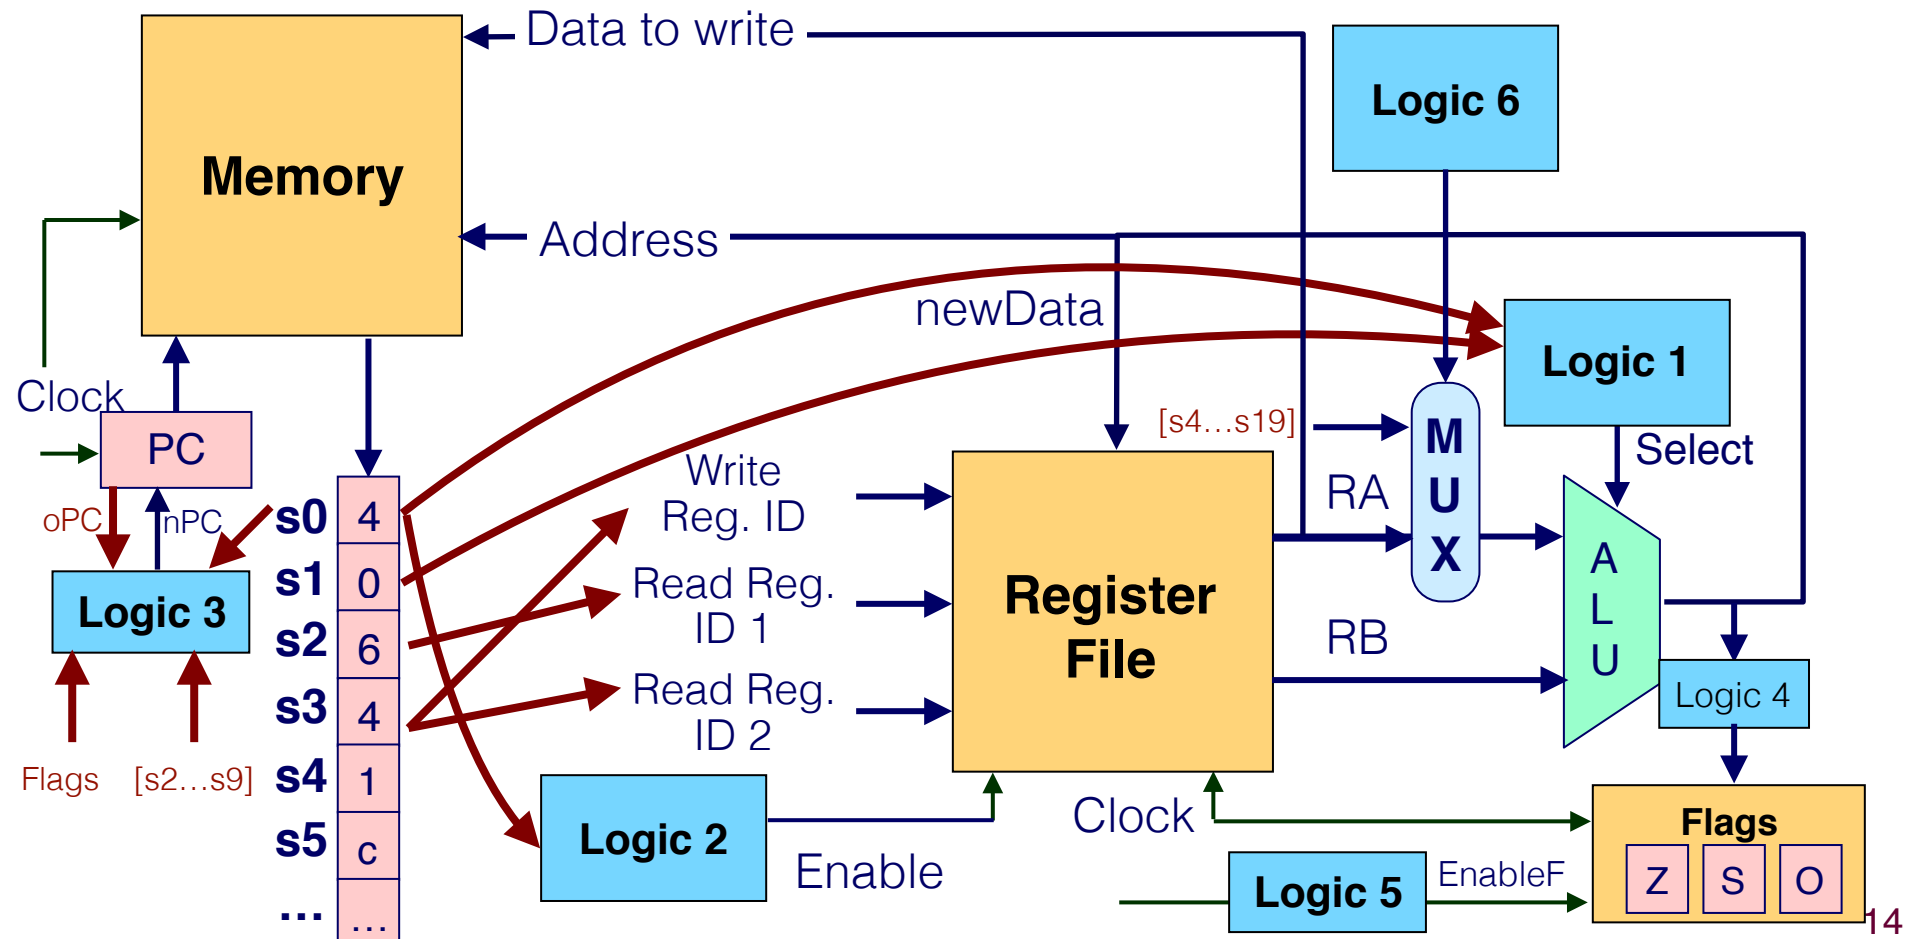 Data to write
Logic 6
Memory
Address
newData
Logic 1
Clock
[s4...s19]
M
U
X
Select
PC
Write
Reg. ID
RA
oPC
nPC
s0
4
A
L
U
s1
0
Read Reg.
ID 1
Register
File
Logic 3
s2
6
RB
Read Reg.
ID 2
s3
4
Logic 4
Flags
[s2...s9]
s4
1
Clock
Flags
s5
c
Logic 2
Enable
Logic 5
EnableF
Z
S
O
...
...
14